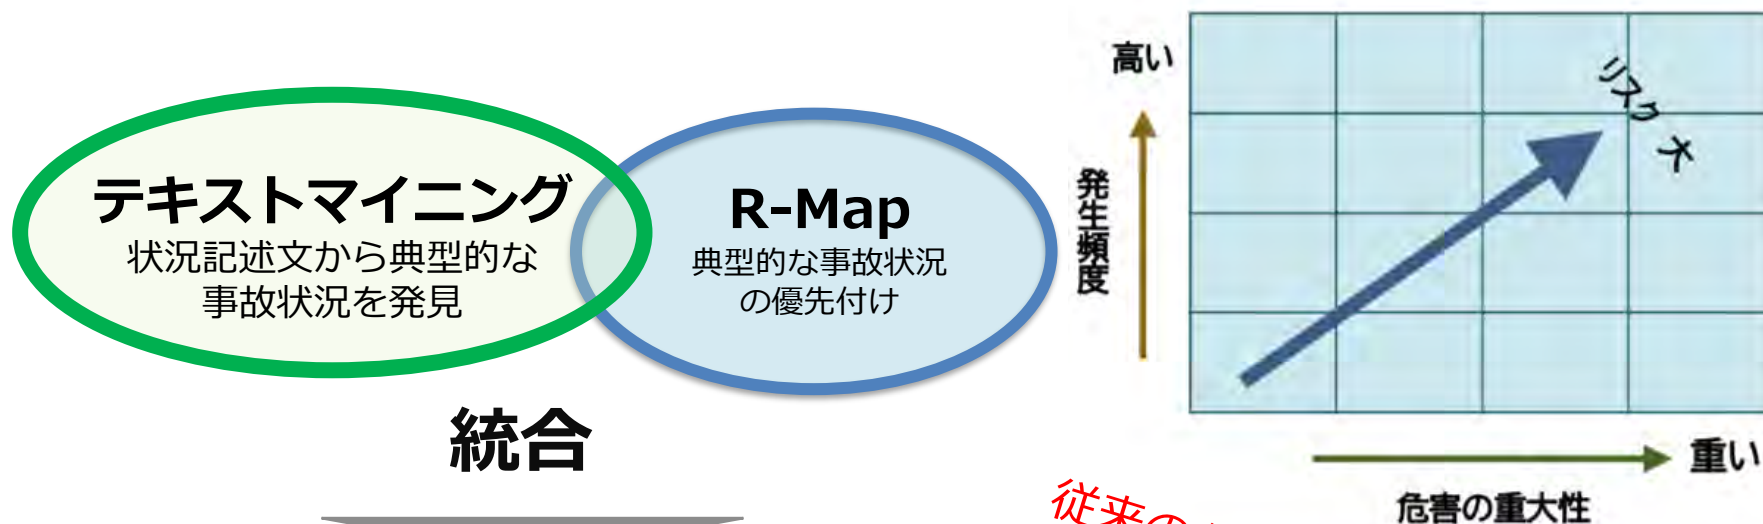 テキストマイニング
状況記述文から典型的な
事故状況を発見
R-Map
典型的な事故状況
の優先付け
統合
高い
発生頻度
リスク 大
重い
危害の重大性
従来の